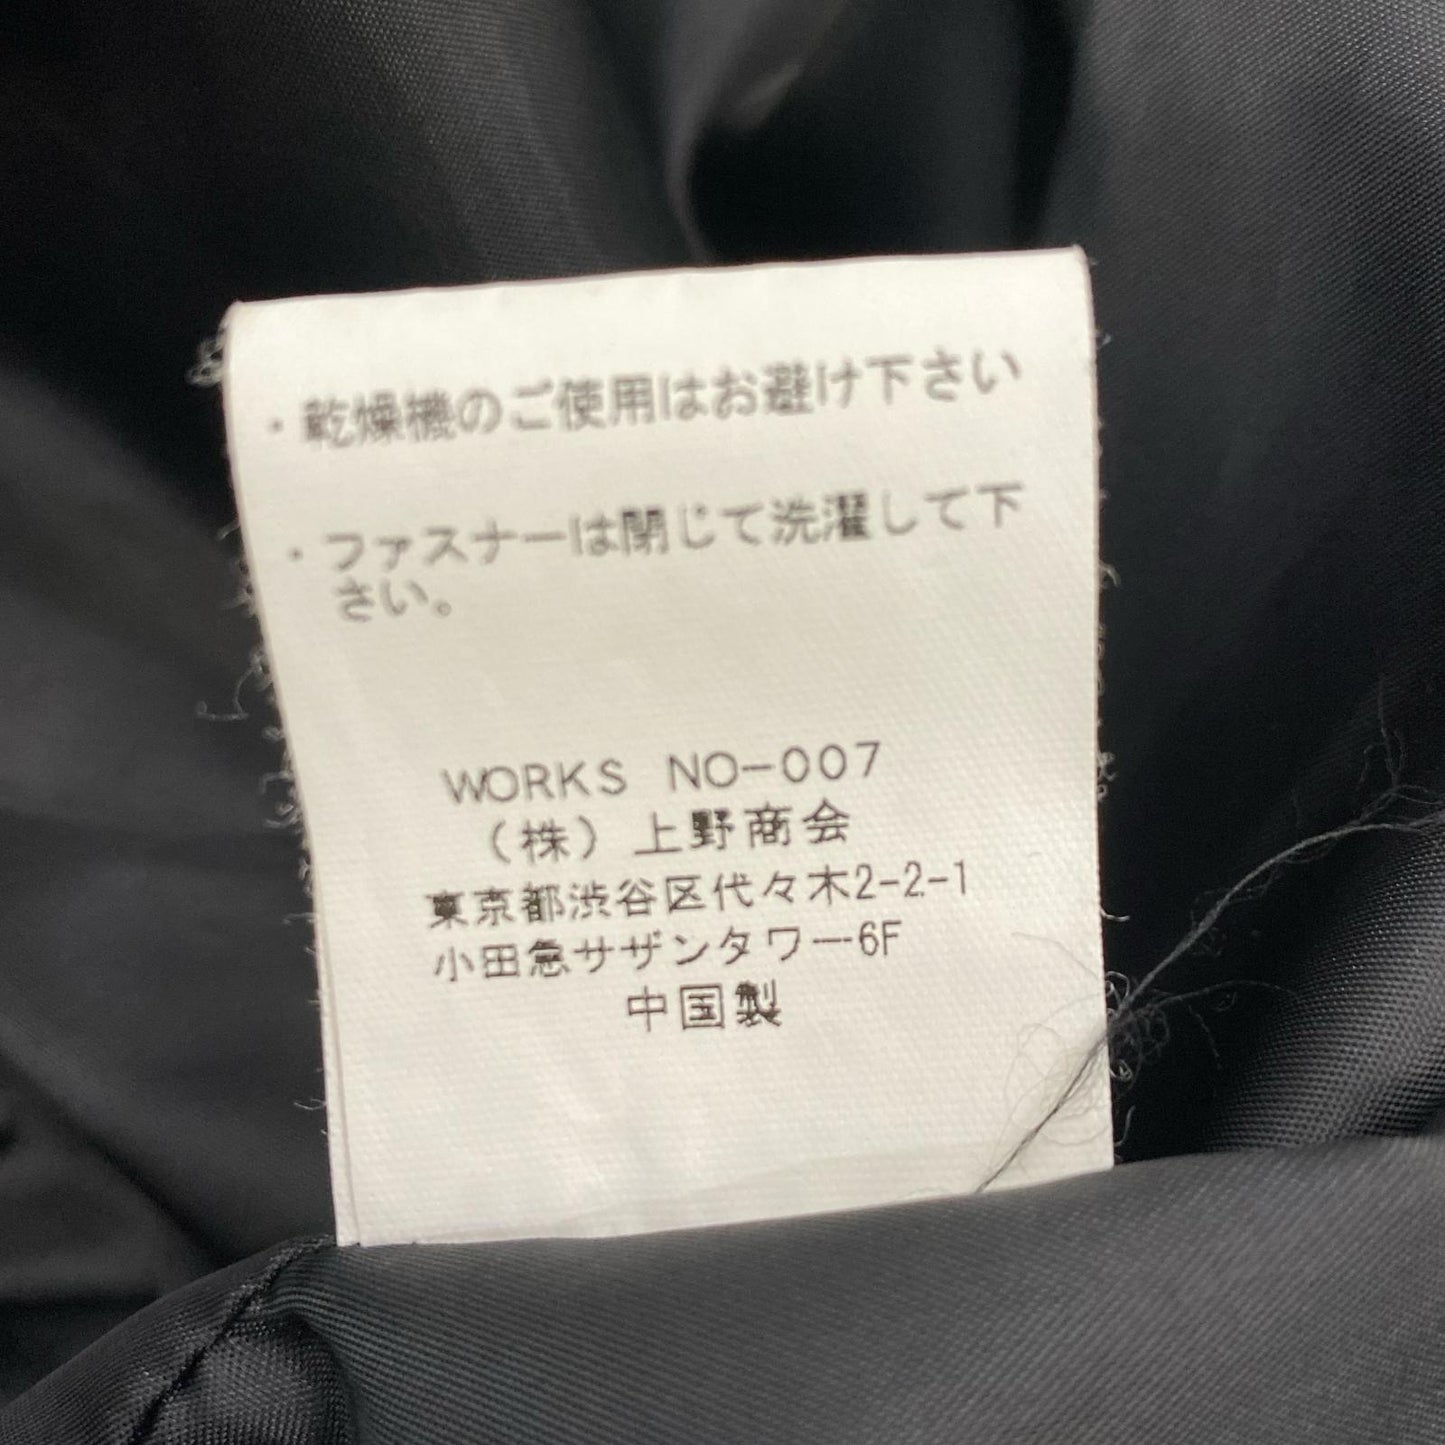 ・乾燥機のご使用はお避け下さい
・ファスナーは閉じて洗濯して下
さい。
WORKS NO-007
(株)上野商会
東京都渋谷区代々木2-2-1
小田急サザンタワー6F
中国製